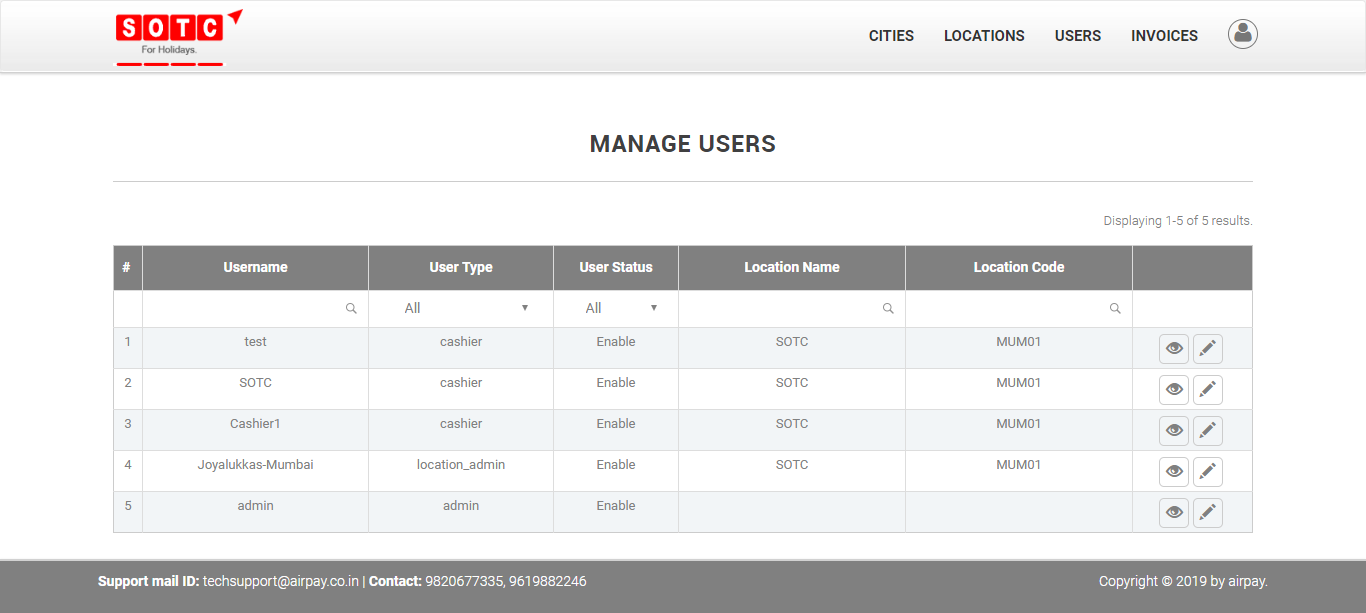 SOTC
For Holidays.
CITIES LOCATIONS USERS INVOICES
MANAGE USERS
Displaying 1-5 of 5 results.
# Username User Type User Status Location Name Location Code
All All
1 test cashier Enable SOTC MUM01
2 SOTC cashier Enable SOTC MUM01
3 Cashier1 cashier Enable SOTC MUM01
4 Joyalukkas-Mumbai location_admin Enable SOTC MUM01
5 admin admin Enable
Support mail ID: techsupport@airpay.co.in | Contact: 9820677335, 9619882246 Copyright © 2019 by airpay.